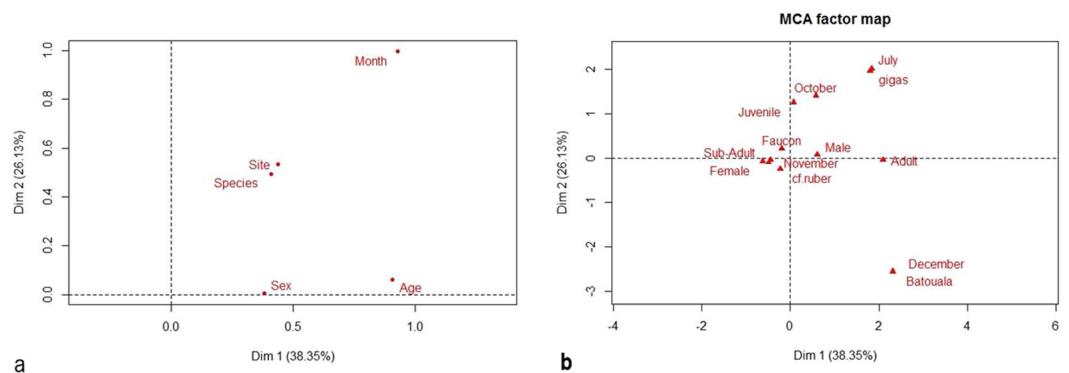 a
1.0
0.8
0.6
0.4
0.2
0.0
Dim 2 (26.13%)
Month
Site
Species
Sex
Age
0.0
0.5
1.0
Dim 1 (38.35%)
b
MCA factor map
2
1
0
-1
-2
-3
Dim 2 (26.13%)
July
gigas
October
Juvenile
Faucon
Male
Sub-Adult
Adult
November
Female
cf.ruber
December
Batouala
-4
-2
0
2
4
6
Dim 1 (38.35%)